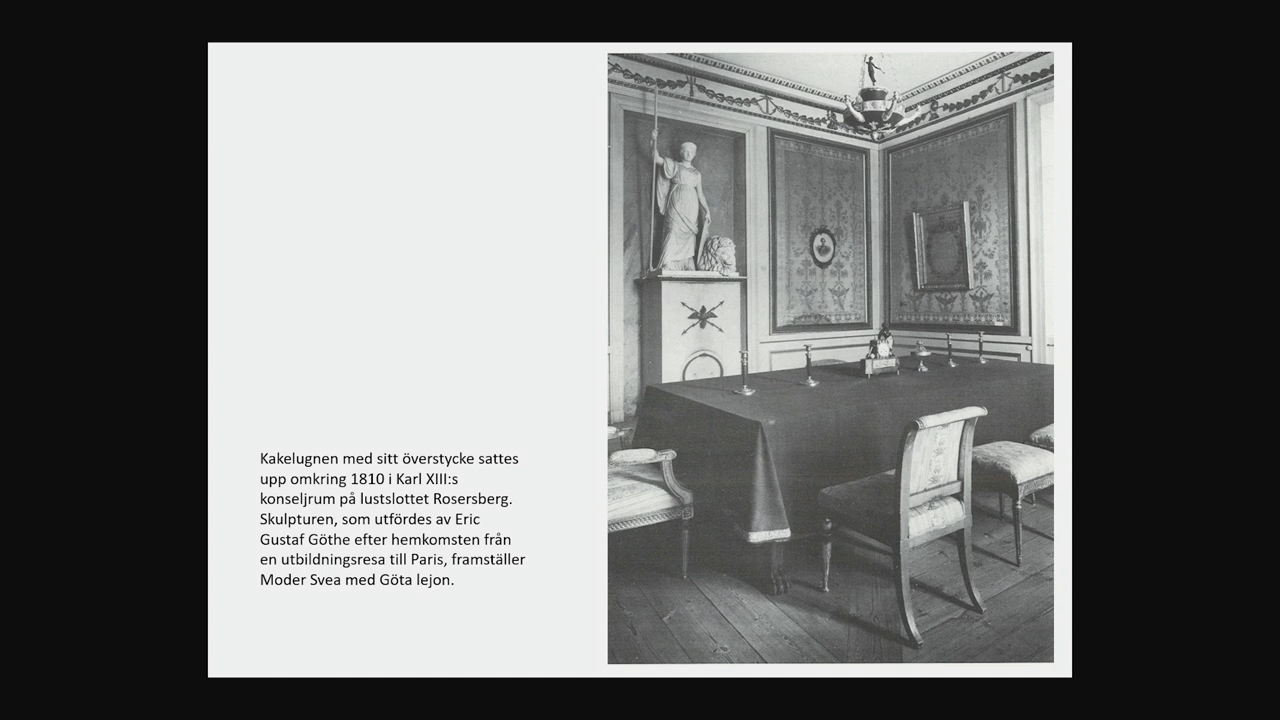 Kakelugnen med sitt överstycke sattes
upp omkring 1810 i Karl XIII:s
konseljrum på lustslottet Rosersberg.
Skulpturen, som utfördes av Eric
Gustaf Göthe efter hemkomsten från
en utbildningsresa till Paris, framställer
Moder Svea med Göta lejon.